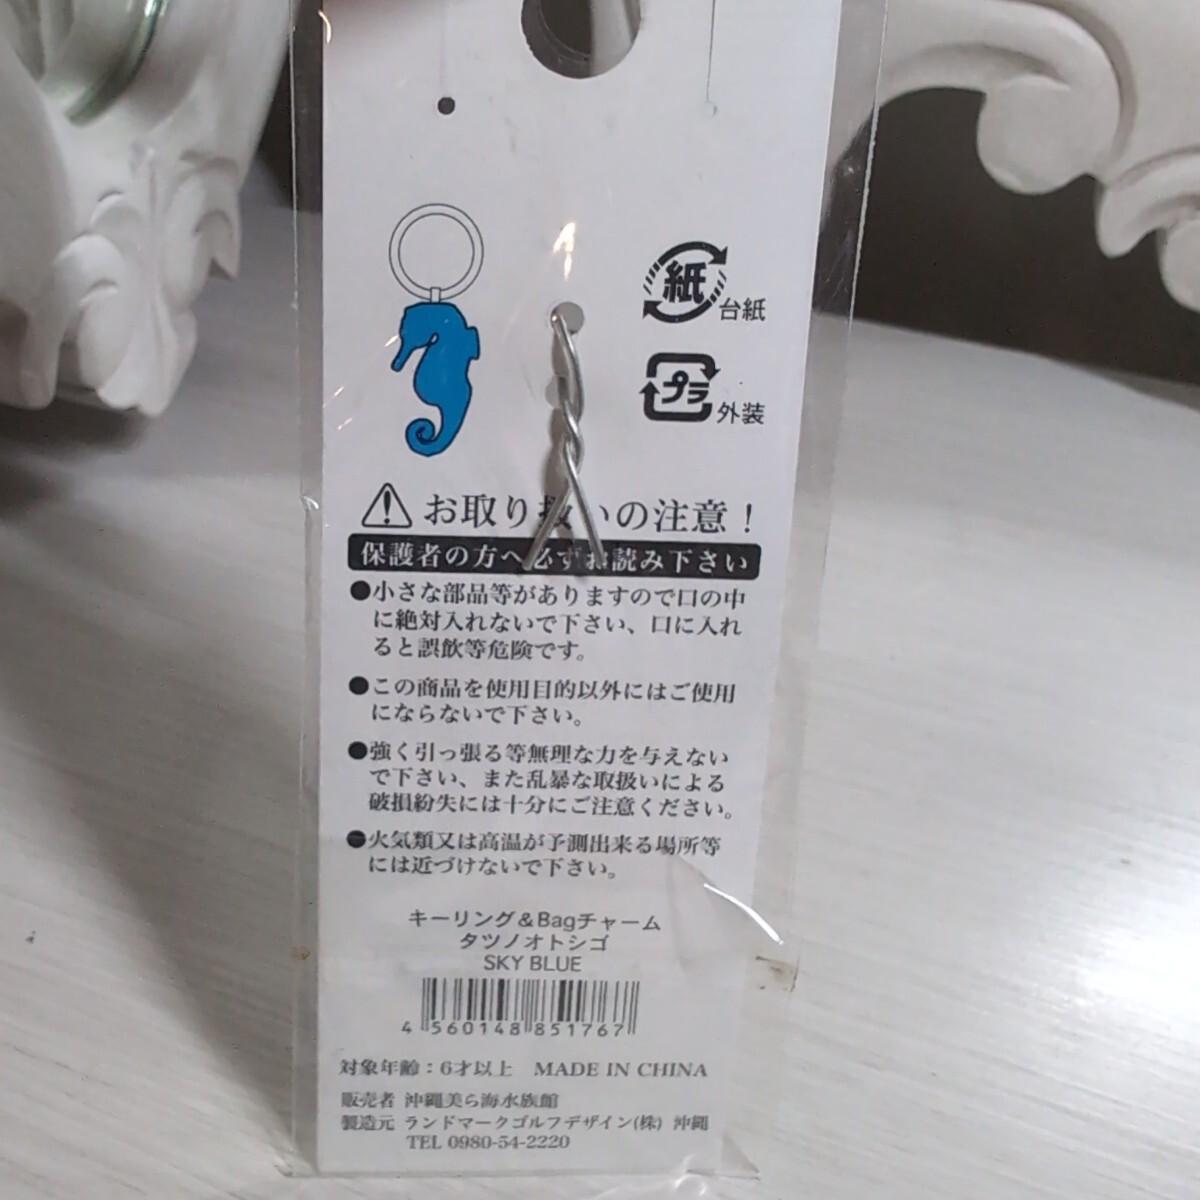 紙
台紙
プラ
外装
お取り扱いの注意！
保護者の方へ必ずお読み下さい
●小さな部品等がありますので口の中
に絶対入れないで下さい、口に入れ
ると誤飲等危険です。
●この商品を使用目的以外にはご使用
にならないで下さい。
●強く引っ張る等無理な力を与えない
で下さい、また乱暴な取扱いによる
破損紛失には十分にご注意ください。
●火気類又は高温が予測出来る場所等
には近づけないで下さい。
キーリング＆Bagチャーム
タツノオトシゴ
SKY BLUE
4 560148 851767
対象年齢：6才以上 MADE IN CHINA
販売者 沖縄美ら海水族館
製造元 ランドマークゴルフデザイン(株) 沖縄
TEL 0980-54-2220